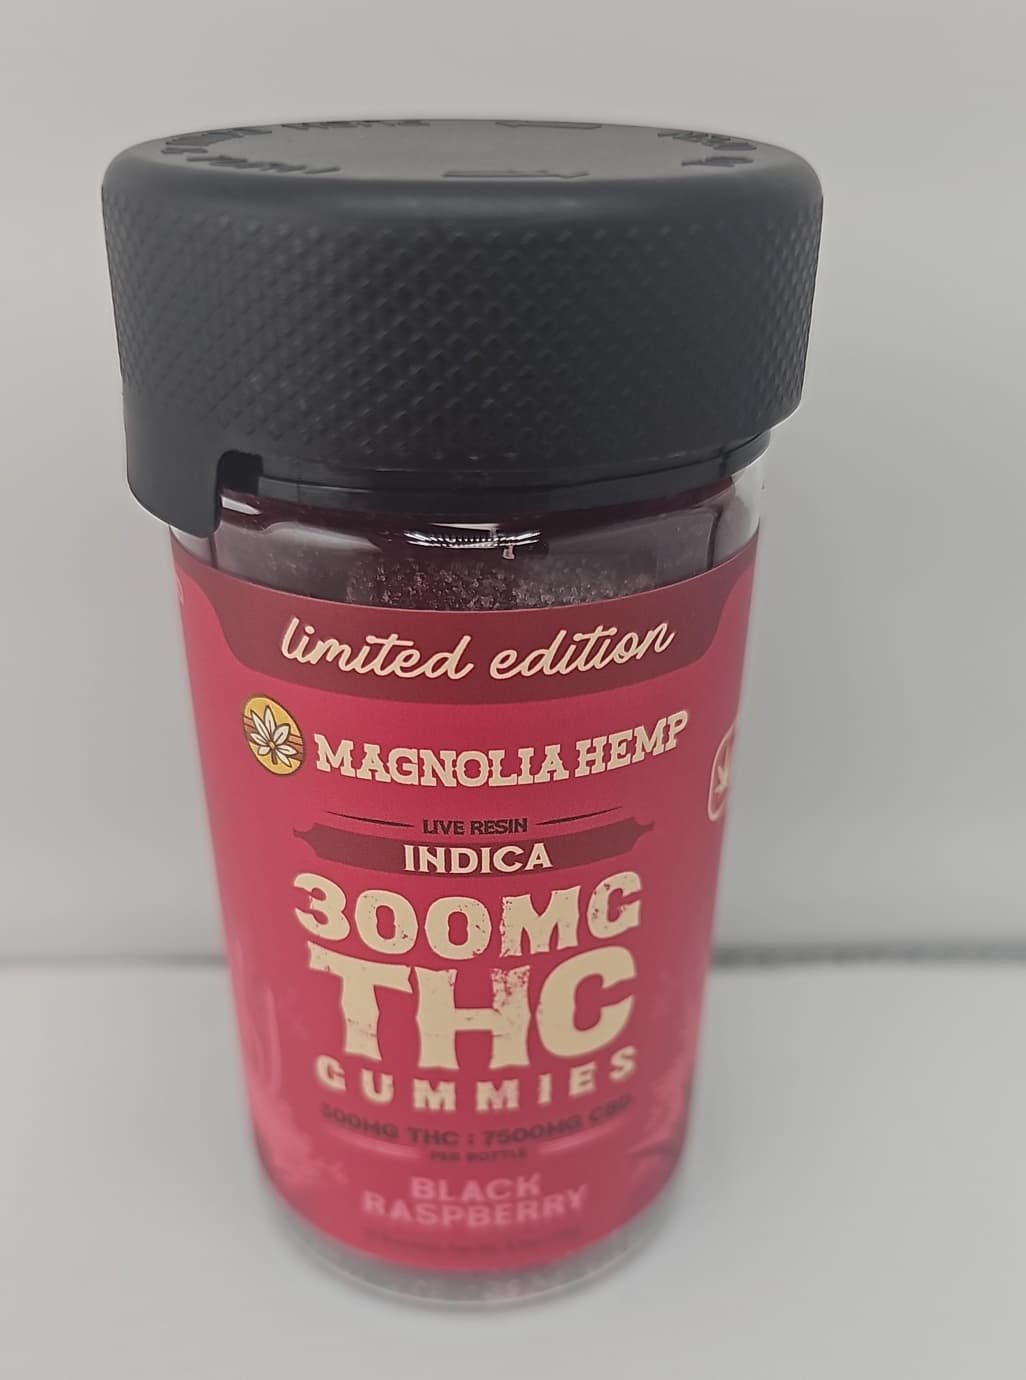 limited edition
MAGNOLIA HEMP
LIVE RESIN
INDICA
300MG
THC
GUMMIES
300MG THC : 7500MG CBD
PER BOTTLE
BLACK
RASPBERRY